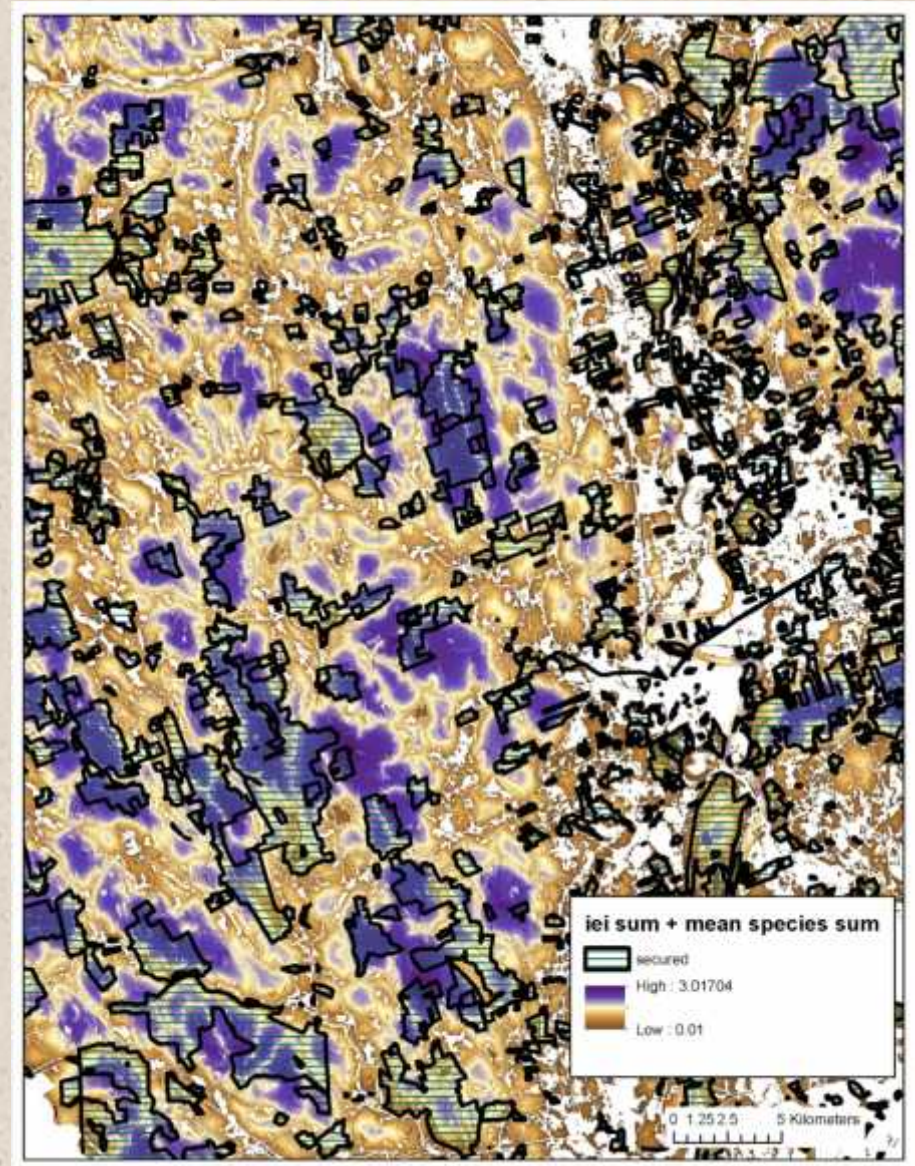 iei sum + mean species sum
secured
High : 3.01704
Low : 0.01
0 1.25 2.5 5 Kilometers